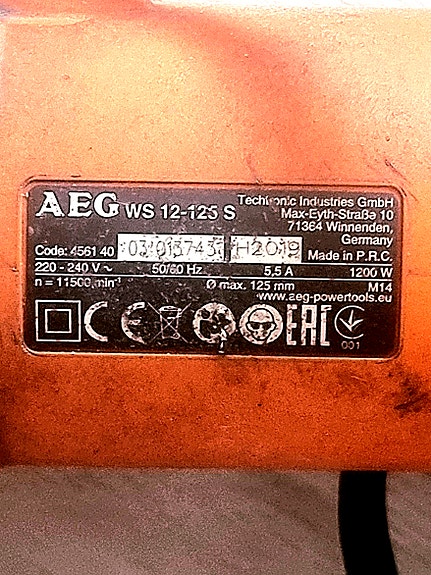 AEG WS 12-125 S
Techtronic Industries GmbH
Max-Eyth-Straße 10
71364 Winnenden,
Germany
Code: 4561 40 H2019 Made in P.R.C.
220 - 240 V ~ 50/60 Hz 5,5 A 1200 W
n = 11500 min⁻¹ Ø max. 125 mm M14
www.aeg-powertools.eu
CE EAC
001